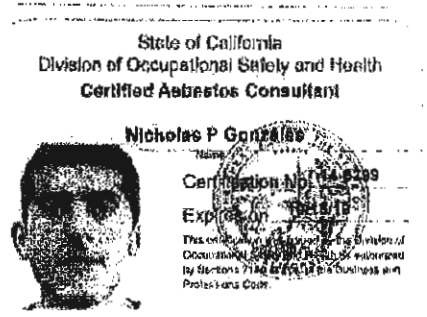 State of California
Division of Occupational Safety and Health
Certified Asbestos Consultant
Nicholas P Gonzales
Name
Certification No.
Expires on
This certification was issued by the Division of
Occupational Safety and Health as authorized
by Sections 7180 of the Business and
Professions Code.